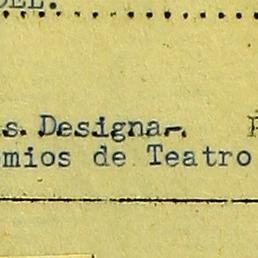 s. Designa-.
mios de Teatro